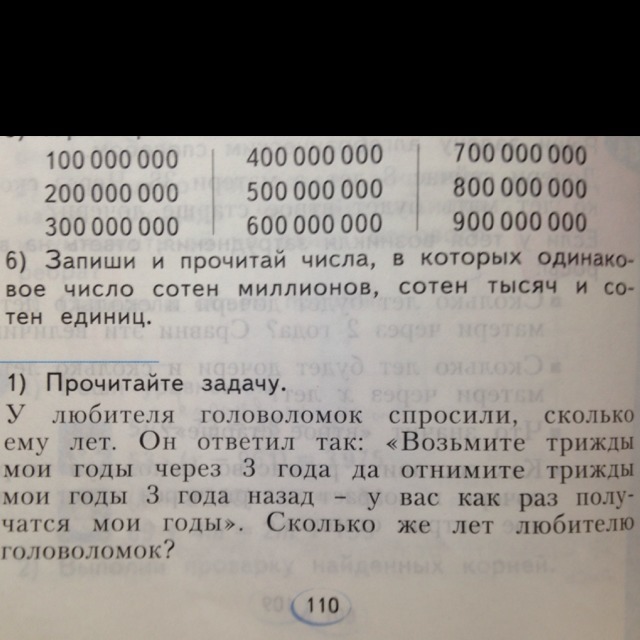 100 000 000 400 000 000 700 000 000
200 000 000 500 000 000 800 000 000
300 000 000 600 000 000 900 000 000
6) Запиши и прочитай числа, в которых одинако-
вое число сотен миллионов, сотен тысяч и со-
тен единиц.
1) Прочитайте задачу.
У любителя головоломок спросили, сколько
ему лет. Он ответил так: «Возьмите трижды
мои годы через 3 года да отнимите трижды
мои годы 3 года назад – у вас как раз полу-
чатся мои годы». Сколько же лет любителю
головоломок?
110